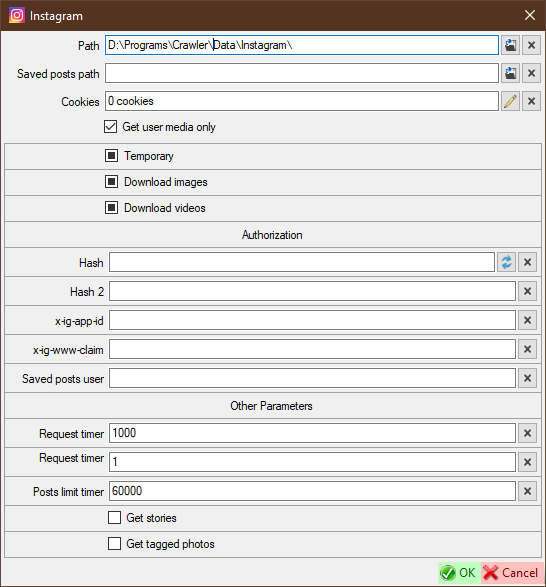 Instagram
Path D:\Programs\Crawler\Data\Instagram\
Saved posts path
Cookies 0 cookies
Get user media only
Temporary
Download images
Download videos
Authorization
Hash
Hash 2
x-ig-app-id
x-ig-www-claim
Saved posts user
Other Parameters
Request timer 1000
Request timer 1
Posts limit timer 60000
Get stories
Get tagged photos
OK Cancel